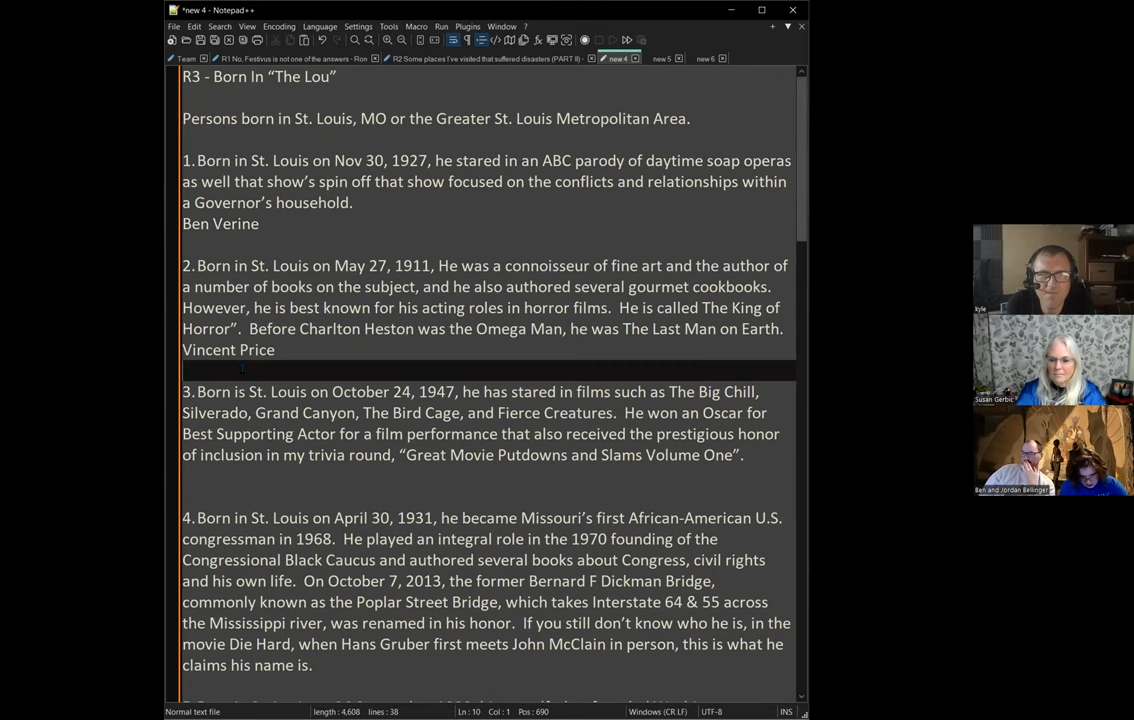 *new 4 - Notepad++
File Edit Search View Encoding Language Settings Tools Macro Run Plugins Window ?
Team R1 No, Festivus is not one of the answers - Ron R2 Some places I've visited that suffered disasters (PART II) - new 4 new 5 new 6
R3 - Born In “The Lou”
Persons born in St. Louis, MO or the Greater St. Louis Metropolitan Area.
1. Born in St. Louis on Nov 30, 1927, he stared in an ABC parody of daytime soap operas
as well that show’s spin off that show focused on the conflicts and relationships within
a Governor’s household.
Ben Verine
2. Born in St. Louis on May 27, 1911, He was a connoisseur of fine art and the author of
a number of books on the subject, and he also authored several gourmet cookbooks.
However, he is best known for his acting roles in horror films.  He is called The King of
Horror”.  Before Charlton Heston was the Omega Man, he was The Last Man on Earth.
Vincent Price
3. Born is St. Louis on October 24, 1947, he has stared in films such as The Big Chill,
Silverado, Grand Canyon, The Bird Cage, and Fierce Creatures.  He won an Oscar for
Best Supporting Actor for a film performance that also received the prestigious honor
of inclusion in my trivia round, “Great Movie Putdowns and Slams Volume One”.
4. Born in St. Louis on April 30, 1931, he became Missouri’s first African-American U.S.
congressman in 1968.  He played an integral role in the 1970 founding of the
Congressional Black Caucus and authored several books about Congress, civil rights
and his own life.  On October 7, 2013, the former Bernard F Dickman Bridge,
commonly known as the Poplar Street Bridge, which takes Interstate 64 & 55 across
the Mississippi river, was renamed in his honor.  If you still don’t know who he is, in the
movie Die Hard, when Hans Gruber first meets John McClain in person, this is what he
claims his name is.
Normal text file length : 4,608 lines : 38 Ln : 10 Col : 1 Pos : 690 Windows (CR LF) UTF-8 INS
kyle
Susan Gerbic
Ben and Jordan Bellinger